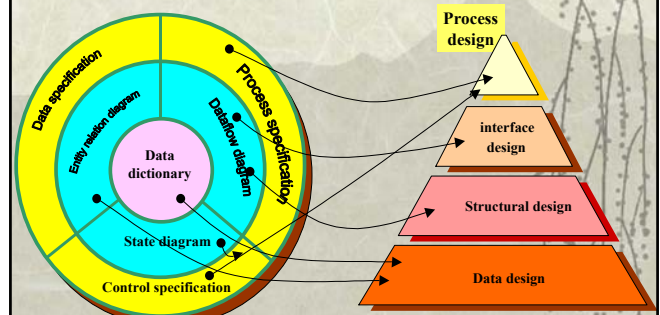 Data specification
Process specification
Entity relation diagram
Dataflow diagram
Data
dictionary
State diagram
Control specification
Process
design
interface
design
Structural design
Data design